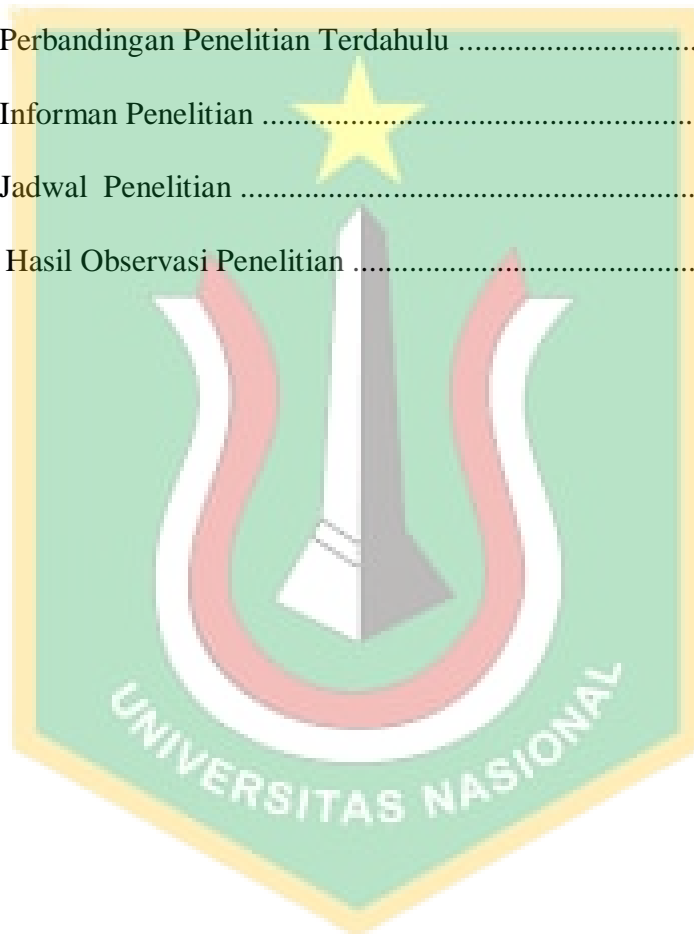 Perbandingan Penelitian Terdahulu ..............................
Informan Penelitian .......................................................
Jadwal Penelitian ..........................................................
Hasil Observasi Penelitian ...........................................
UNIVERSITAS NASIONAL